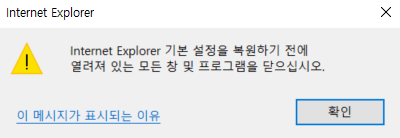 Internet Explorer
Internet Explorer 기본 설정을 복원하기 전에
열려져 있는 모든 창 및 프로그램을 닫으십시오.
이 메시지가 표시되는 이유
확인